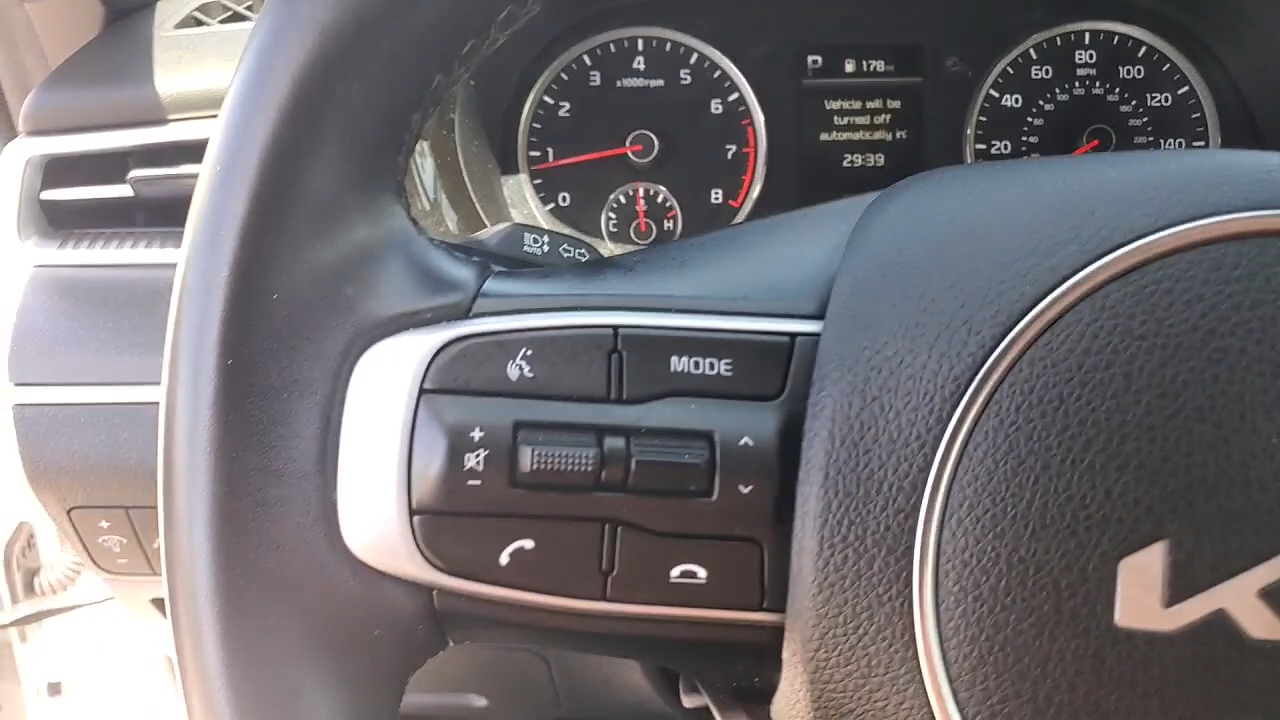 4
3
5
x1000rpm
2
6
1
7
0
8
C
H
P
178
Vehicle will be
turned off
automatically in:
29:39
80
60
MPH
100
40
120
20
140
AUTO
MODE
+
-
+
-